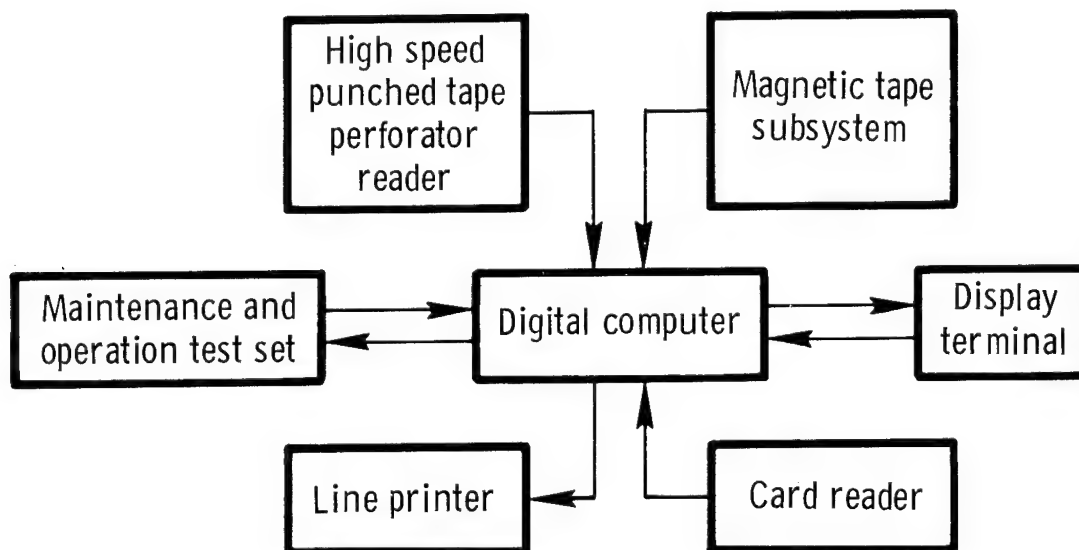 High speed
punched tape
perforator
reader
Magnetic tape
subsystem
Maintenance and
operation test set
Digital computer
Display
terminal
Line printer
Card reader